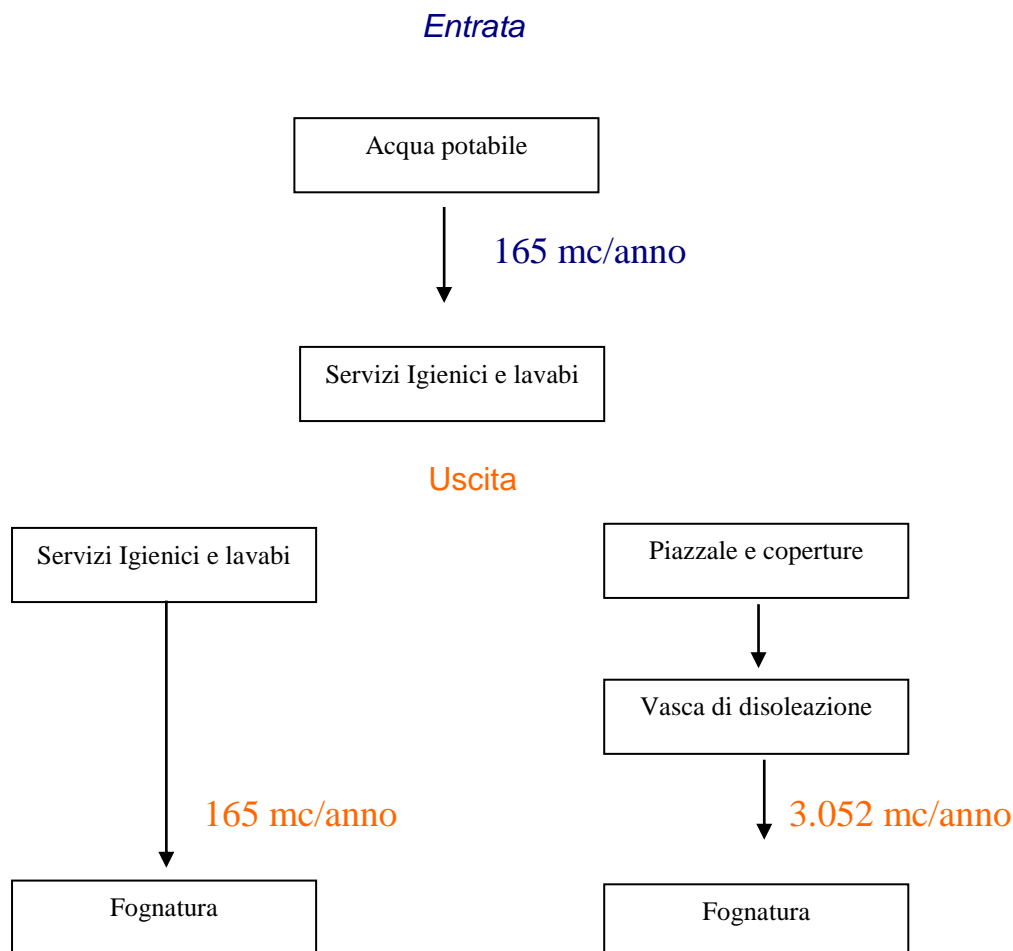 Entrata
Acqua potabile
165 mc/anno
Servizi Igienici e lavabi
Uscita
Servizi Igienici e lavabi
Piazzale e coperture
Vasca di disoleazione
165 mc/anno
3.052 mc/anno
Fognatura
Fognatura